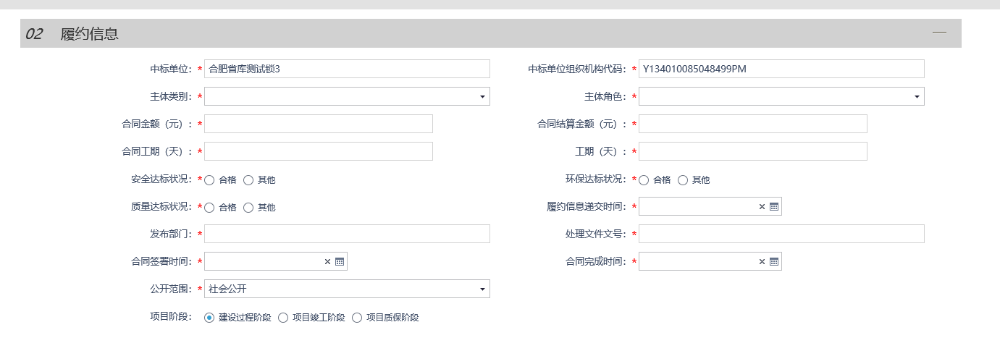 02 履约信息
中标单位：* 合肥省库测试锁3 中标单位组织机构代码：* Y134010085048499PM
主体类别：* 主体角色：*
合同金额（元）：* 合同结算金额（元）：*
合同工期（天）：* 工期（天）：*
安全达标状况：* 合格 其他 环保达标状况：* 合格 其他
质量达标状况：* 合格 其他 履约信息递交时间：*
发布部门：* 处理文件文号：*
合同签署时间：* 合同完成时间：*
公开范围：* 社会公开
项目阶段： 建设过程阶段 项目竣工阶段 项目质保阶段